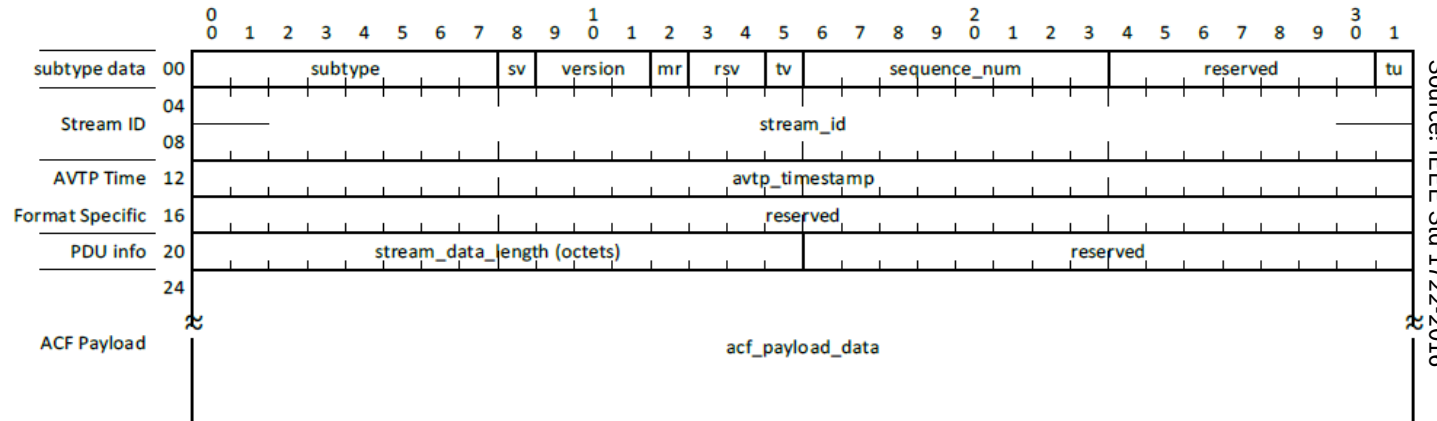 0 1 2 3
0 1 2 3 4 5 6 7 8 9 0 1 2 3 4 5 6 7 8 9 0 1 2 3 4 5 6 7 8 9 0 1
subtype data 00 subtype sv version mr rsv tv sequence_num reserved tu
04
Stream ID stream_id
08
AVTP Time 12 avtp_timestamp
Format Specific 16 reserved
PDU info 20 stream_data_length (octets) reserved
24
ACF Payload acf_payload_data
Source: IEEE Std 1722-2016